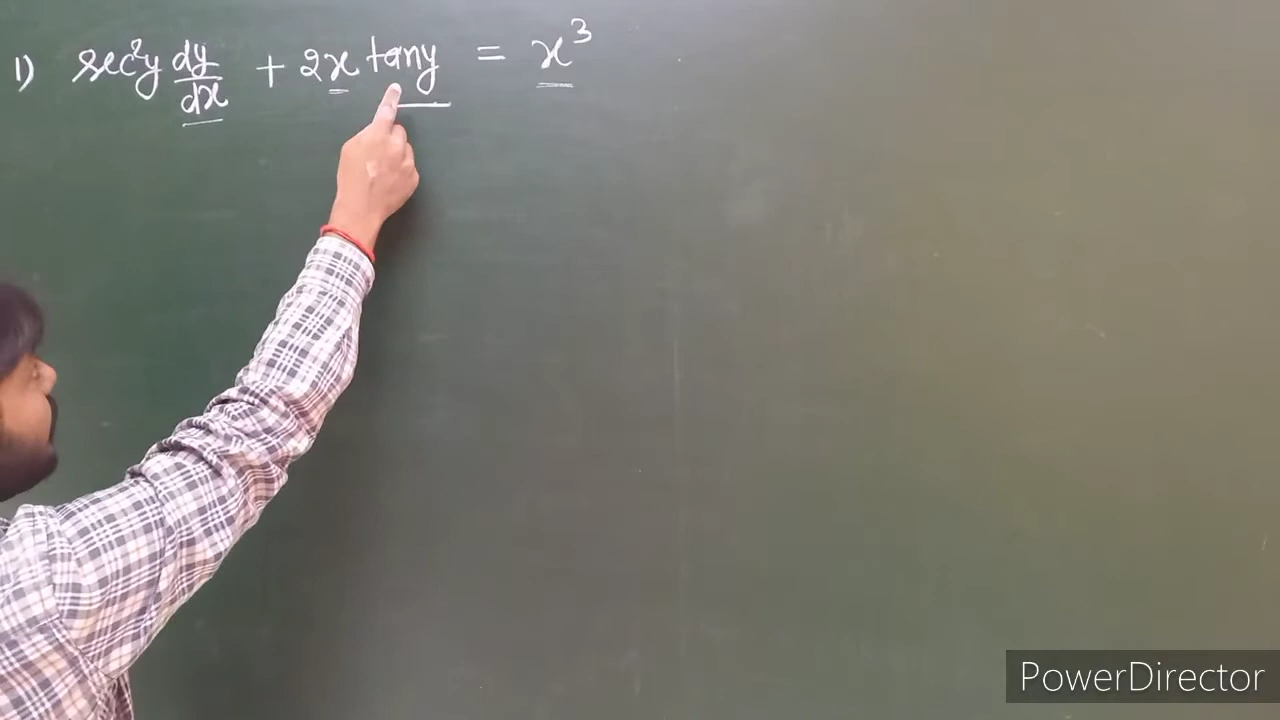 1) sec²y dy/dx + 2x tany = x³
PowerDirector